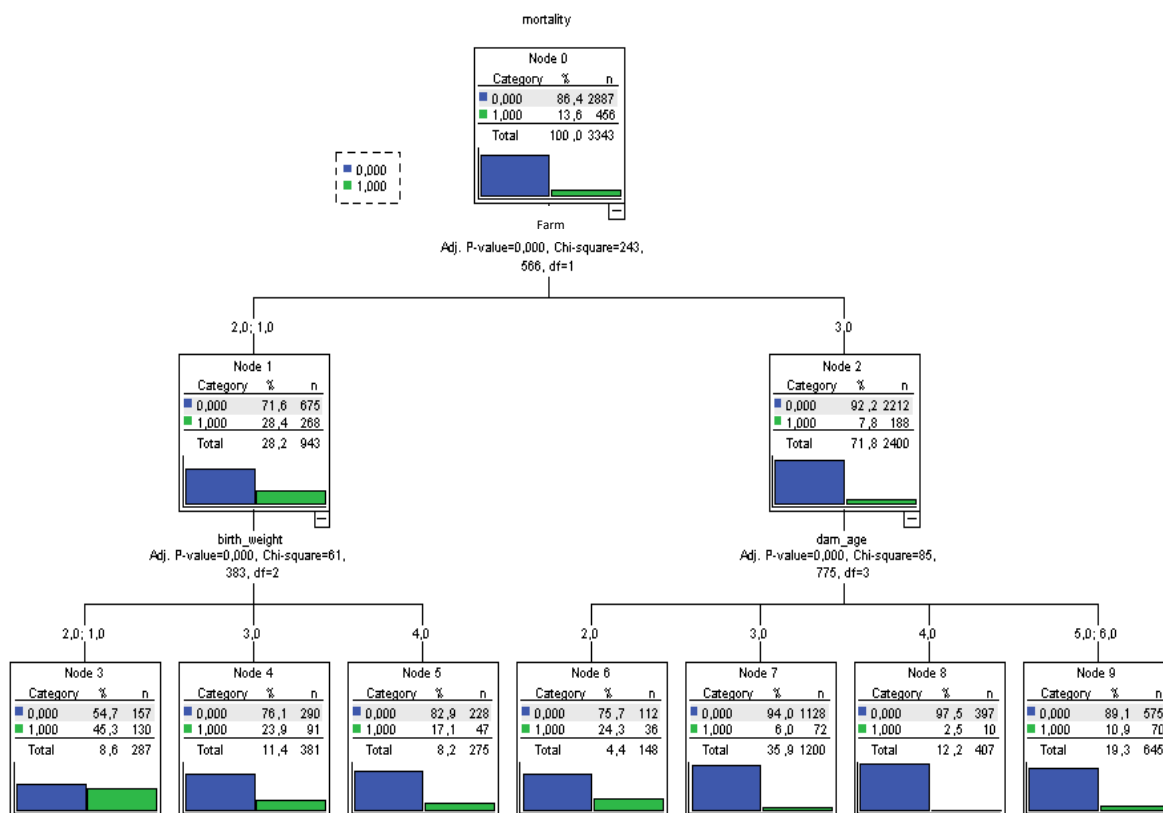 mortality
Node 0
Category % n
0,000 86,4 2887
1,000 13,6 456
Total 100,0 3343
0,000
1,000
Farm
Adj. P-value=0,000, Chi-square=243,
566, df=1
2,0; 1,0
3,0
Node 1
Category % n
0,000 71,6 675
1,000 28,4 268
Total 28,2 943
Node 2
Category % n
0,000 92,2 2212
1,000 7,8 188
Total 71,8 2400
birth_weight
Adj. P-value=0,000, Chi-square=61,
383, df=2
dam_age
Adj. P-value=0,000, Chi-square=85,
775, df=3
2,0; 1,0
3,0
4,0
2,0
3,0
4,0
5,0; 6,0
Node 3
Category % n
0,000 54,7 157
1,000 45,3 130
Total 8,6 287
Node 4
Category % n
0,000 76,1 290
1,000 23,9 91
Total 11,4 381
Node 5
Category % n
0,000 82,9 228
1,000 17,1 47
Total 8,2 275
Node 6
Category % n
0,000 75,7 112
1,000 24,3 36
Total 4,4 148
Node 7
Category % n
0,000 94,0 1128
1,000 6,0 72
Total 35,9 1200
Node 8
Category % n
0,000 97,5 397
1,000 2,5 10
Total 12,2 407
Node 9
Category % n
0,000 89,1 575
1,000 10,9 70
Total 19,3 645